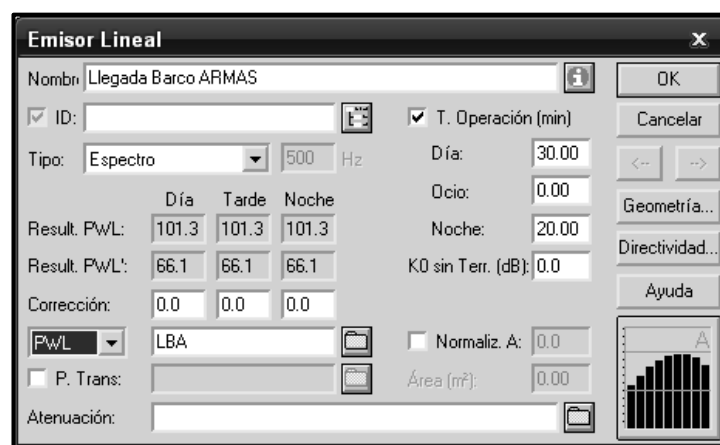 Emisor Lineal
Nombre Llegada Barco ARMAS
OK
ID:
T. Operación (min)
Cancelar
Tipo: Espectro 500 Hz
Día: 30.00
<-- -->
Ocio: 0.00
Día Tarde Noche
Geometría...
Result. PWL: 101.3 101.3 101.3
Noche: 20.00
Directividad...
Result. PWL': 66.1 66.1 66.1
K0 sin Terr. (dB): 0.0
Corrección: 0.0 0.0 0.0
Ayuda
PWL LBA
Normaliz. A: 0.0
A
P. Trans:
Área (m²): 0.00
Atenuación: